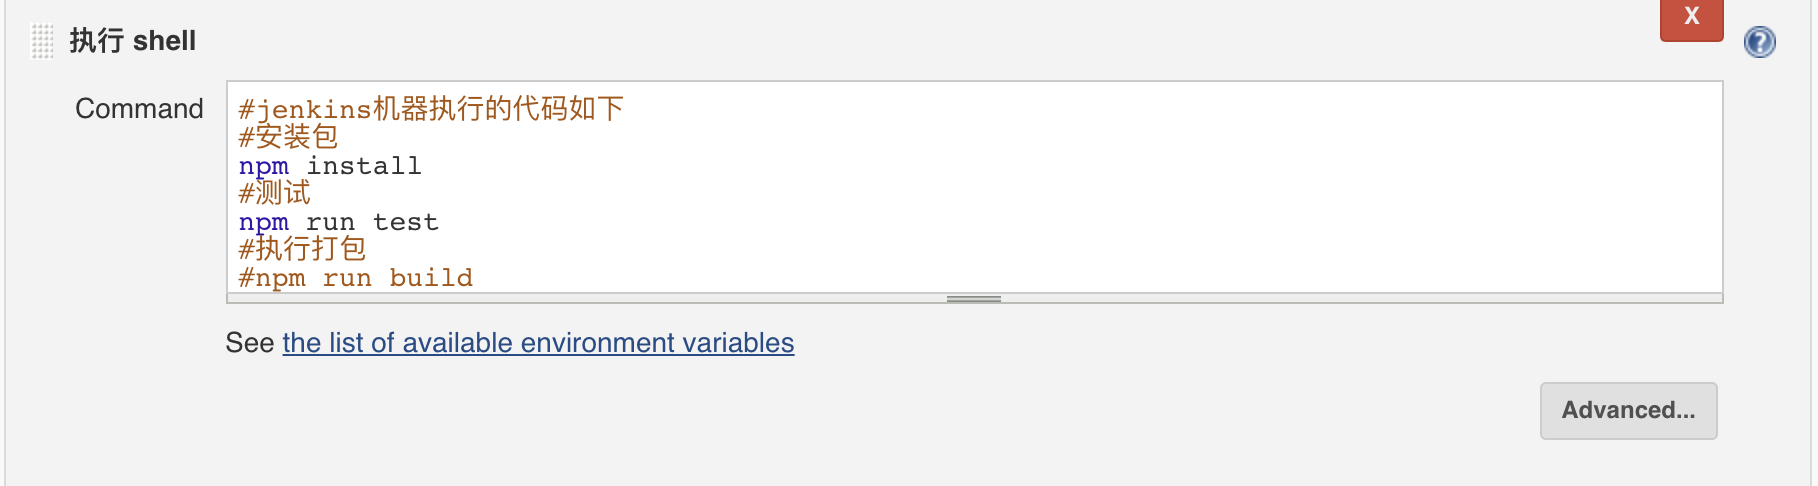 X
执行 shell
?
Command
#jenkins机器执行的代码如下
#安装包
npm install
#测试
npm run test
#执行打包
#npm run build
See the list of available environment variables
Advanced...